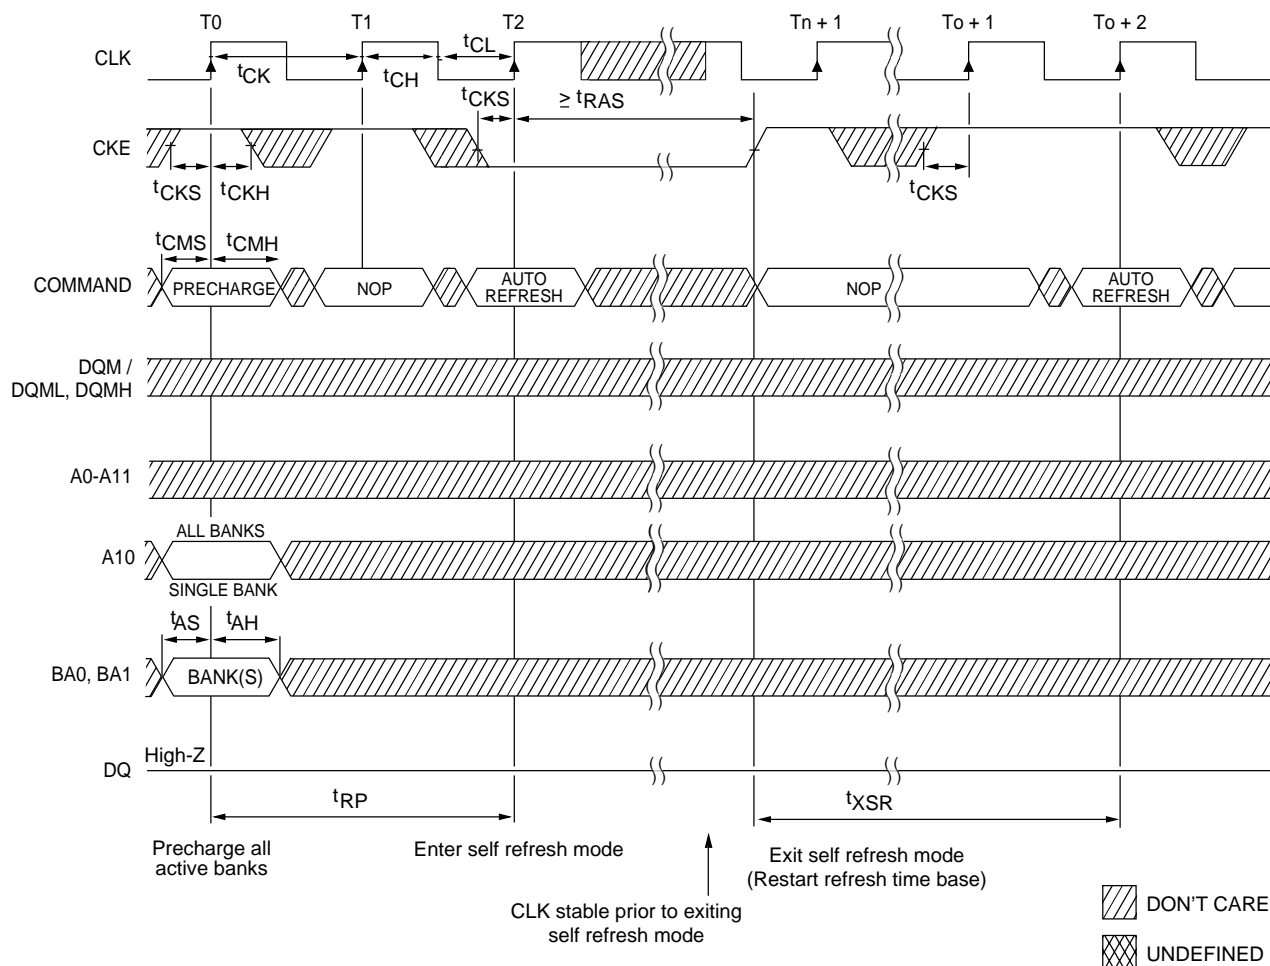 T0 T1 T2 Tn + 1 To + 1 To + 2
CLK
tCK tCH tCL
tCKS ≥ tRAS
CKE
tCKS tCKH tCKS
tCMS tCMH
COMMAND PRECHARGE NOP AUTO REFRESH NOP AUTO REFRESH
DQM /
DQML, DQMH
A0-A11
ALL BANKS
A10
SINGLE BANK
tAS tAH
BA0, BA1 BANK(S)
High-Z
DQ
tRP tXSR
Precharge all
active banks
Enter self refresh mode
CLK stable prior to exiting
self refresh mode
Exit self refresh mode
(Restart refresh time base)
DON'T CARE
UNDEFINED